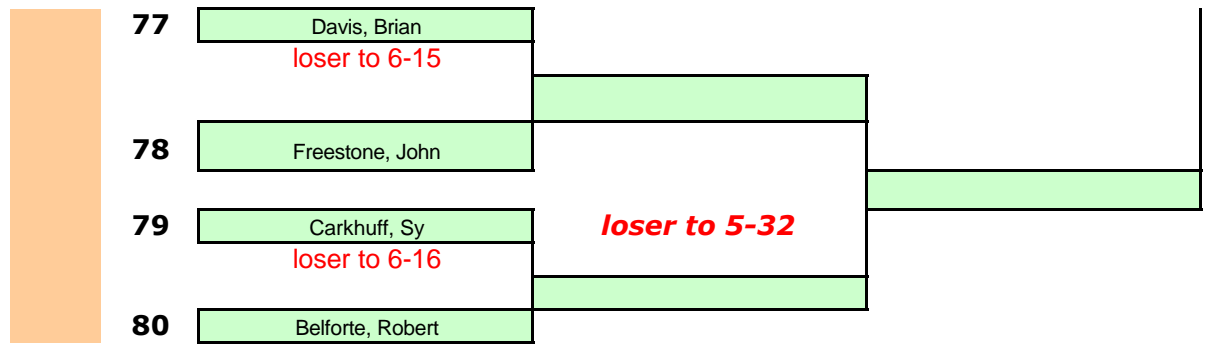 77 Davis, Brian
loser to 6-15
78 Freestone, John
79 Carkhuff, Sy
loser to 5-32
loser to 6-16
80 Belforte, Robert